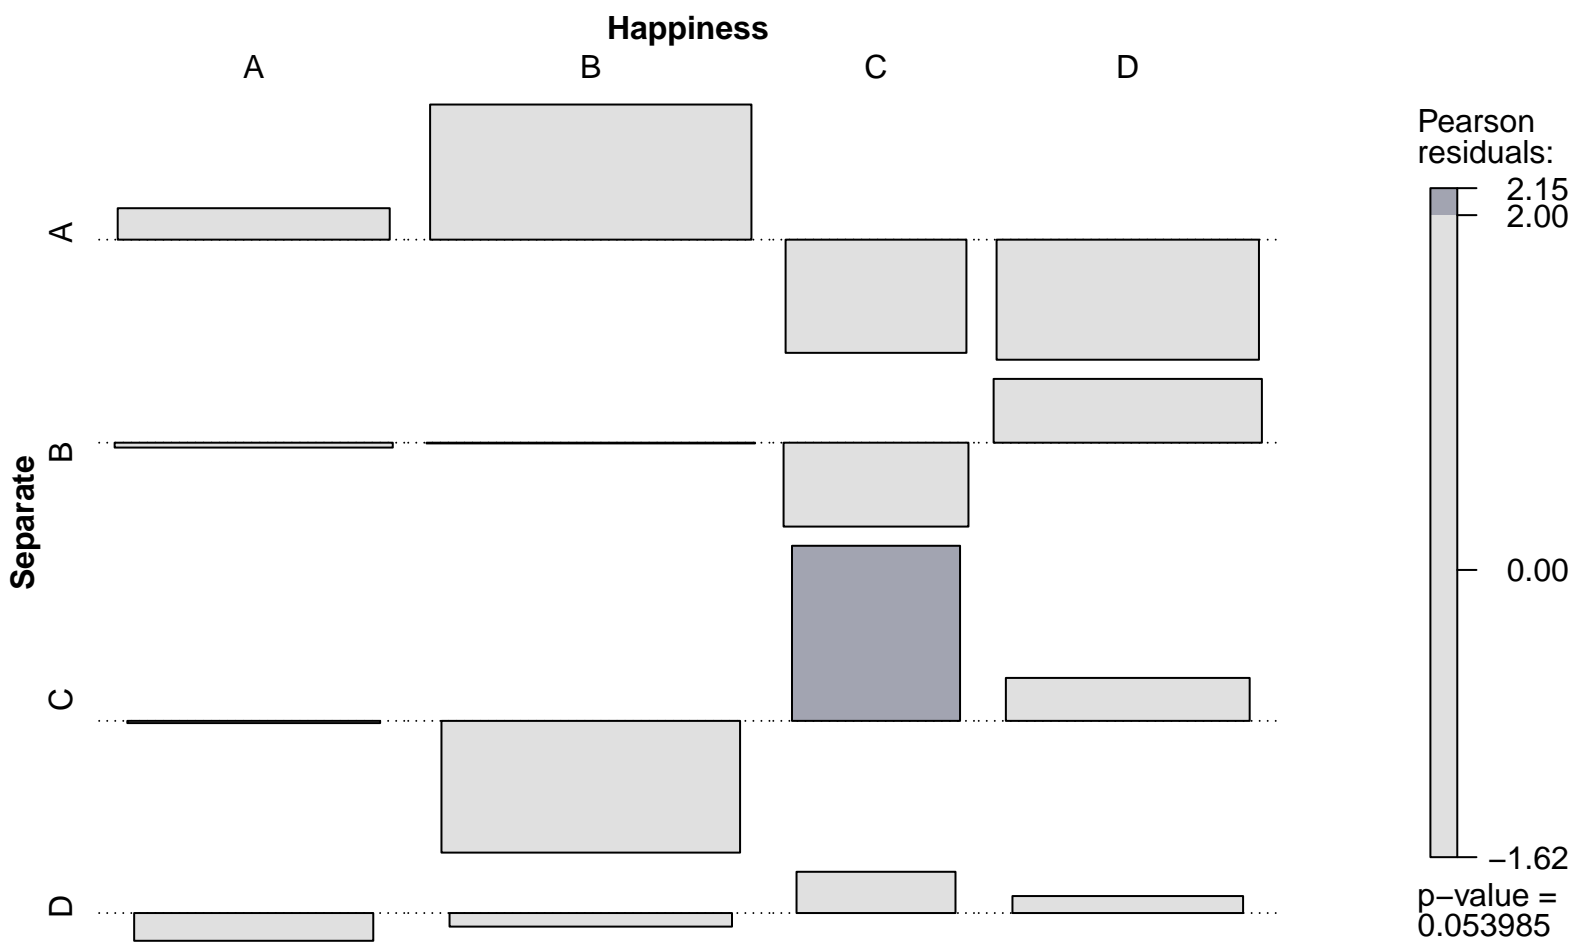 Happiness
A B C D
Pearson
residuals:
2.15
2.00
0.00
−1.62
p−value =
0.053985
Separate
A
B
C
D